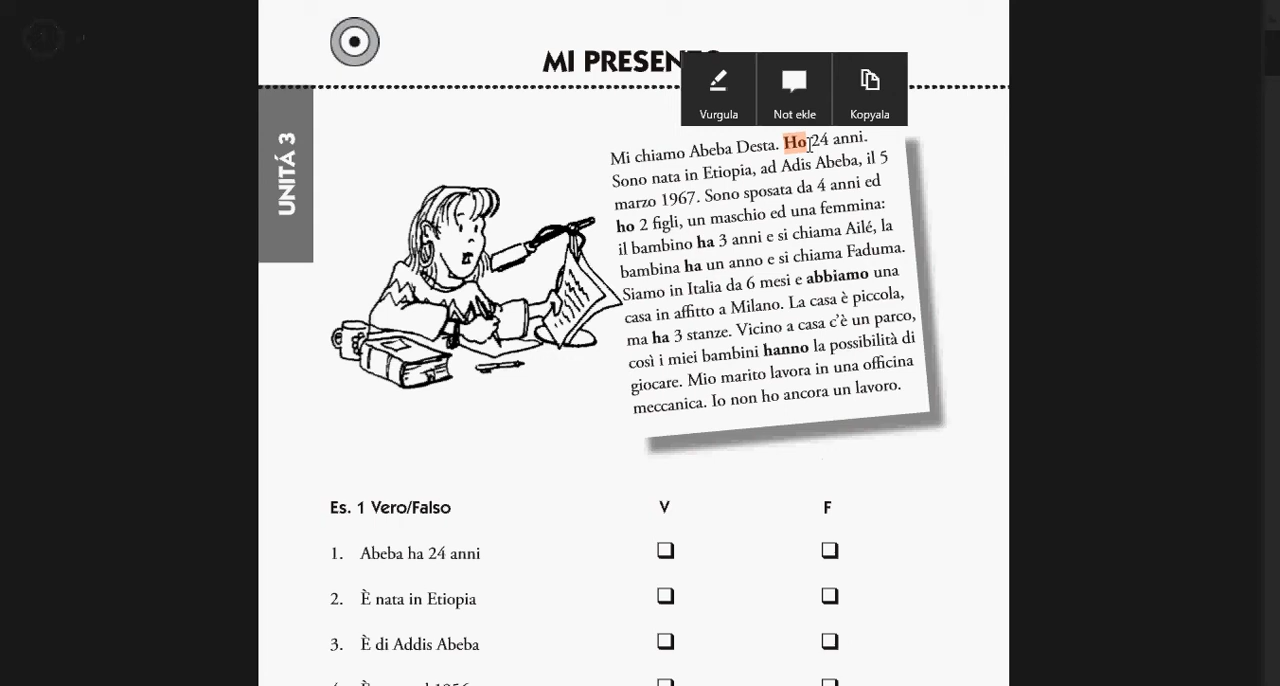 MI PRESENTO
Vurgula
Not ekle
Kopyala
UNITÁ 3
Mi chiamo Abeba Desta. Ho 24 anni.
Sono nata in Etiopia, ad Adis Abeba, il 5
marzo 1967. Sono sposata da 4 anni ed
ho 2 figli, un maschio ed una femmina:
il bambino ha 3 anni e si chiama Ailé, la
bambina ha un anno e si chiama Faduma.
Siamo in Italia da 6 mesi e abbiamo una
casa in affitto a Milano. La casa è piccola,
ma ha 3 stanze. Vicino a casa c'è un parco,
così i miei bambini hanno la possibilità di
giocare. Mio marito lavora in una officina
meccanica. Io non ho ancora un lavoro.
Es. 1 Vero/Falso V F
1. Abeba ha 24 anni
2. È nata in Etiopia
3. È di Addis Abeba